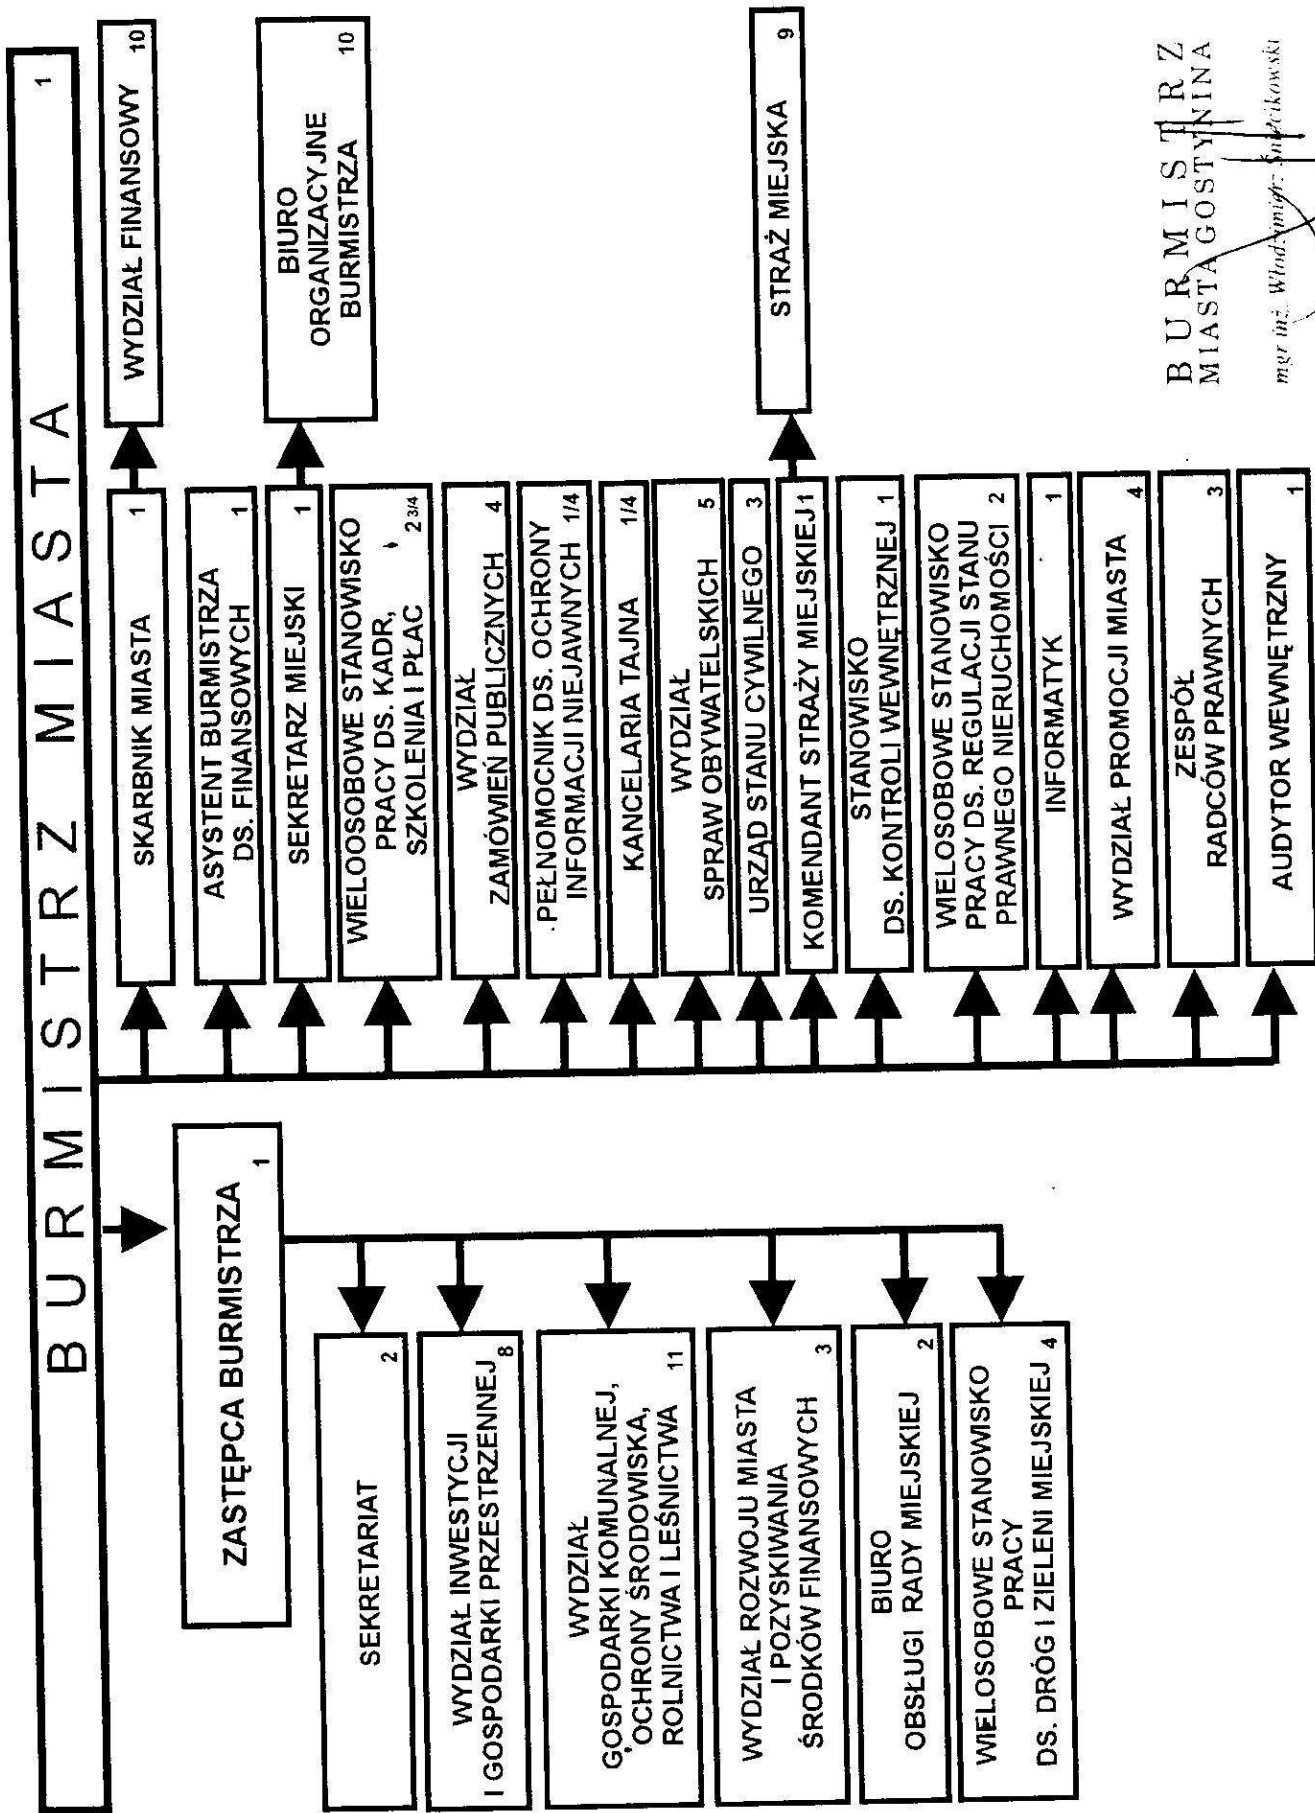 BURMISTRZ MIASTA 1
ZASTĘPCA BURMISTRZA 1
SEKRETARIAT 2
WYDZIAŁ INWESTYCJI
I GOSPODARKI PRZESTRZENNEJ 8
WYDZIAŁ
GOSPODARKI KOMUNALNEJ,
OCHRONY ŚRODOWISKA,
ROLNICTWA I LEŚNICTWA 11
WYDZIAŁ ROZWOJU MIASTA
I POZYSKIWANIA
ŚRODKÓW FINANSOWYCH 3
BIURO
OBSŁUGI RADY MIEJSKIEJ 2
WIELOSOBOWE STANOWISKO
PRACY
DS. DRÓG I ZIELENI MIEJSKIEJ 4
SKARBNIK MIASTA 1
WYDZIAŁ FINANSOWY 10
ASYSTENT BURMISTRZA
DS. FINANSOWYCH 1
SEKRETARZ MIEJSKI 1
BIURO
ORGANIZACYJNE
BURMISTRZA 10
WIELOOSOBOWE STANOWISKO
PRACY DS. KADR,
SZKOLENIA I PŁAC 2 3/4
WYDZIAŁ
ZAMÓWIEŃ PUBLICZNYCH 4
PEŁNOMOCNIK DS. OCHRONY
INFORMACJI NIEJAWNYCH 1/4
KANCELARIA TAJNA 1/4
WYDZIAŁ
SPRAW OBYWATELSKICH 5
URZĄD STANU CYWILNEGO 3
KOMENDANT STRAŻY MIEJSKIEJ 1
STRAŻ MIEJSKA 9
STANOWISKO
DS. KONTROLI WEWNĘTRZNEJ 1
WIELOSOBOWE STANOWISKO
PRACY DS. REGULACJI STANU
PRAWNEGO NIERUCHOMOŚCI 2
INFORMATYK 1
WYDZIAŁ PROMOCJI MIASTA 4
ZESPÓŁ
RADCÓW PRAWNYCH 3
AUDYTOR WEWNĘTRZNY 1
BURMISTRZ
MIASTA GOSTYNINA
mgr inż. Włodzimierz Śniecikowski